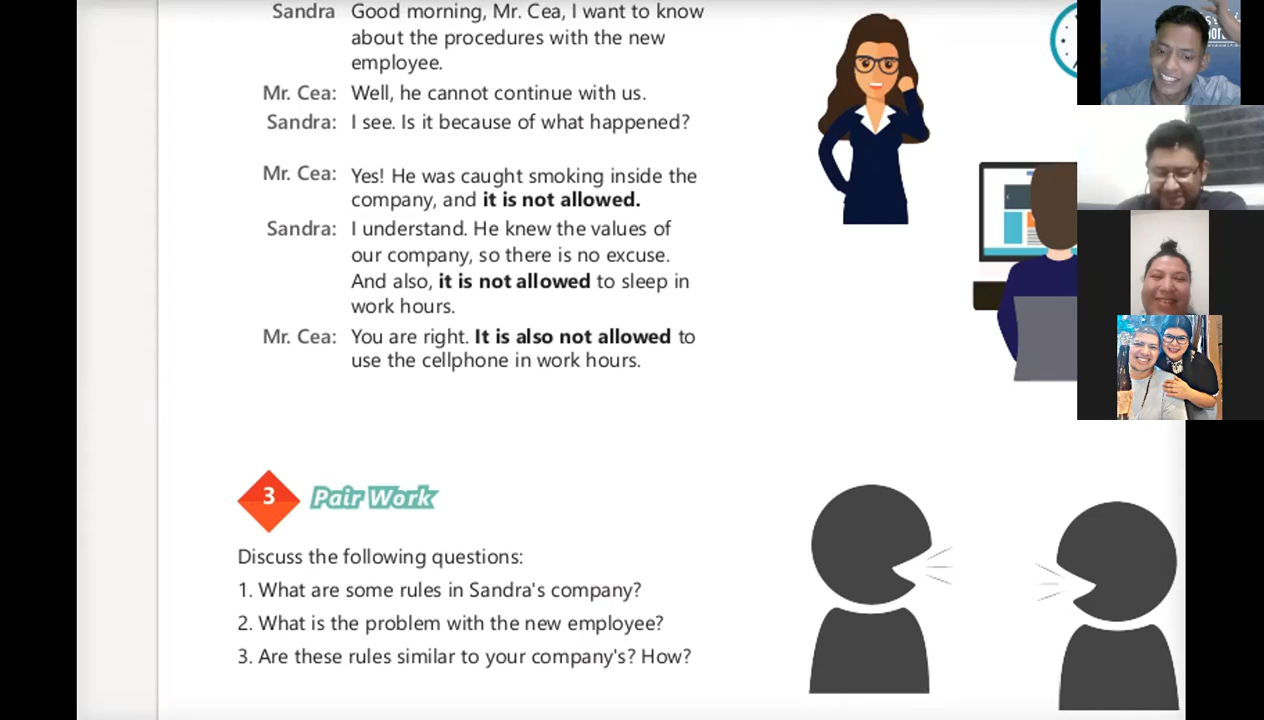 Sandra Good morning, Mr. Cea, I want to know
about the procedures with the new
employee.
Mr. Cea: Well, he cannot continue with us.
Sandra: I see. Is it because of what happened?
Mr. Cea: Yes! He was caught smoking inside the
company, and it is not allowed.
Sandra: I understand. He knew the values of
our company, so there is no excuse.
And also, it is not allowed to sleep in
work hours.
Mr. Cea: You are right. It is also not allowed to
use the cellphone in work hours.
3 Pair Work
Discuss the following questions:
1. What are some rules in Sandra's company?
2. What is the problem with the new employee?
3. Are these rules similar to your company's? How?